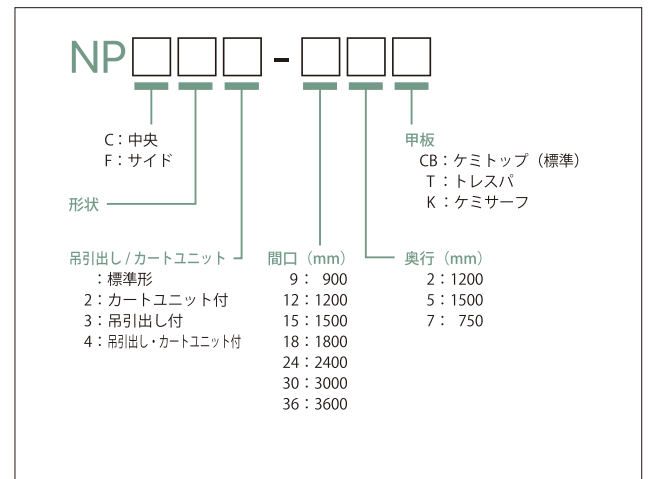 NP□□□-□□□
C：中央
F：サイド
形状
吊引出し / カートユニット
：標準形
2：カートユニット付
3：吊引出し付
4：吊引出し・カートユニット付
間口（mm）
9： 900
12：1200
15：1500
18：1800
24：2400
30：3000
36：3600
甲板
CB：ケミトップ（標準）
T：トレスパ
K：ケミサーフ
奥行（mm）
2：1200
5：1500
7： 750